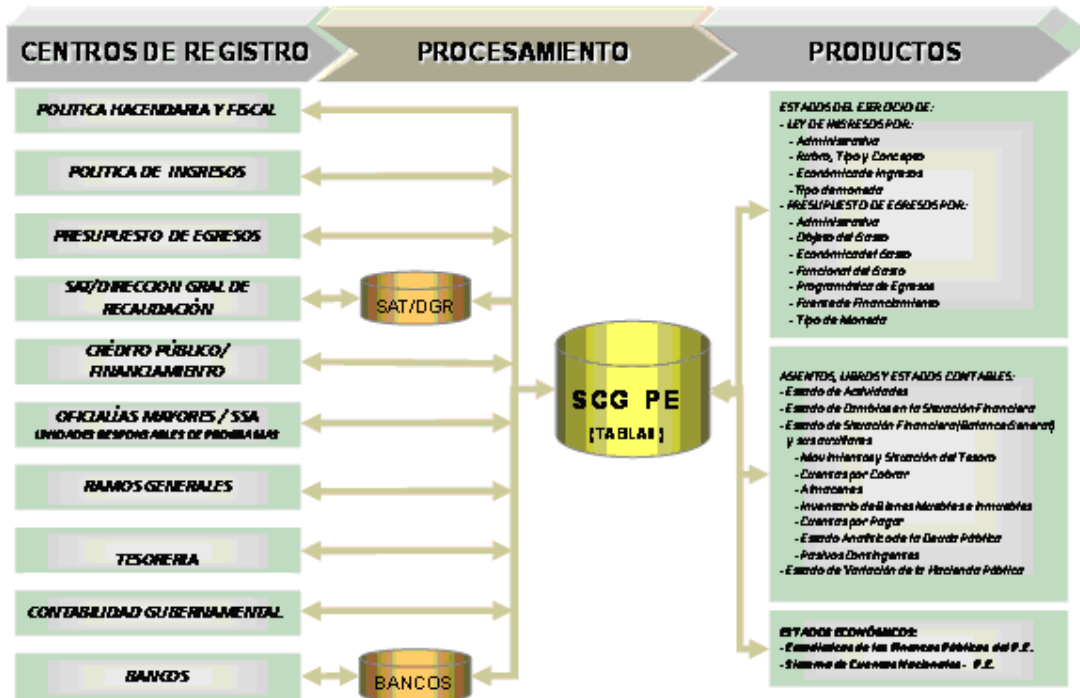 CENTROS DE REGISTRO
PROCESAMIENTO
PRODUCTOS
POLITICA HACENDARIA Y FISCAL
POLITICA DE INGRESOS
PRESUPUESTO DE EGRESOS
SAT/DIRECCION GRAL DE
RECAUDACIÓN
CRÉDITO PÚBLICO/
FINANCIAMIENTO
OFICIALÍAS MAYORES / SSA
UNIDADES RESPONSABLES DE PROGRAMAS
RAMOS GENERALES
TESORERIA
CONTABILIDAD GUBERNAMENTAL
BANCOS
SAT/DGR
BANCOS
SCG PE
(TABLAS)
ESTADOS DEL EJERCICIO DE:
- LEY DE INGRESOS POR:
- Administrativa
- Rubro, Tipo y Concepto
- Económica de Ingresos
- Tipo de moneda
- PRESUPUESTO DE EGRESOS POR:
- Administrativa
- Objeto del Gasto
- Económica del Gasto
- Funcional del Gasto
- Programática de Egresos
- Fuente de Financiamiento
- Tipo de Moneda
ASIENTOS, LIBROS Y ESTADOS CONTABLES:
- Estado de Actividades
- Estado de Cambios en la Situación Financiera
- Estado de Situación Financiera (Balance General)
y sus auxiliares
- Movimientos y Situación del Tesoro
- Cuentas por Cobrar
- Almacenes
- Inventario de Bienes Muebles e Inmuebles
- Cuentas por Pagar
- Estado Analítico de la Deuda Pública
- Pasivos Contingentes
- Estado de Variación de la Hacienda Pública
ESTADOS ECONÓMICOS:
- Estadísticas de las Finanzas Públicas del P.E.
- Sistema de Cuentas Nacionales - P.E.